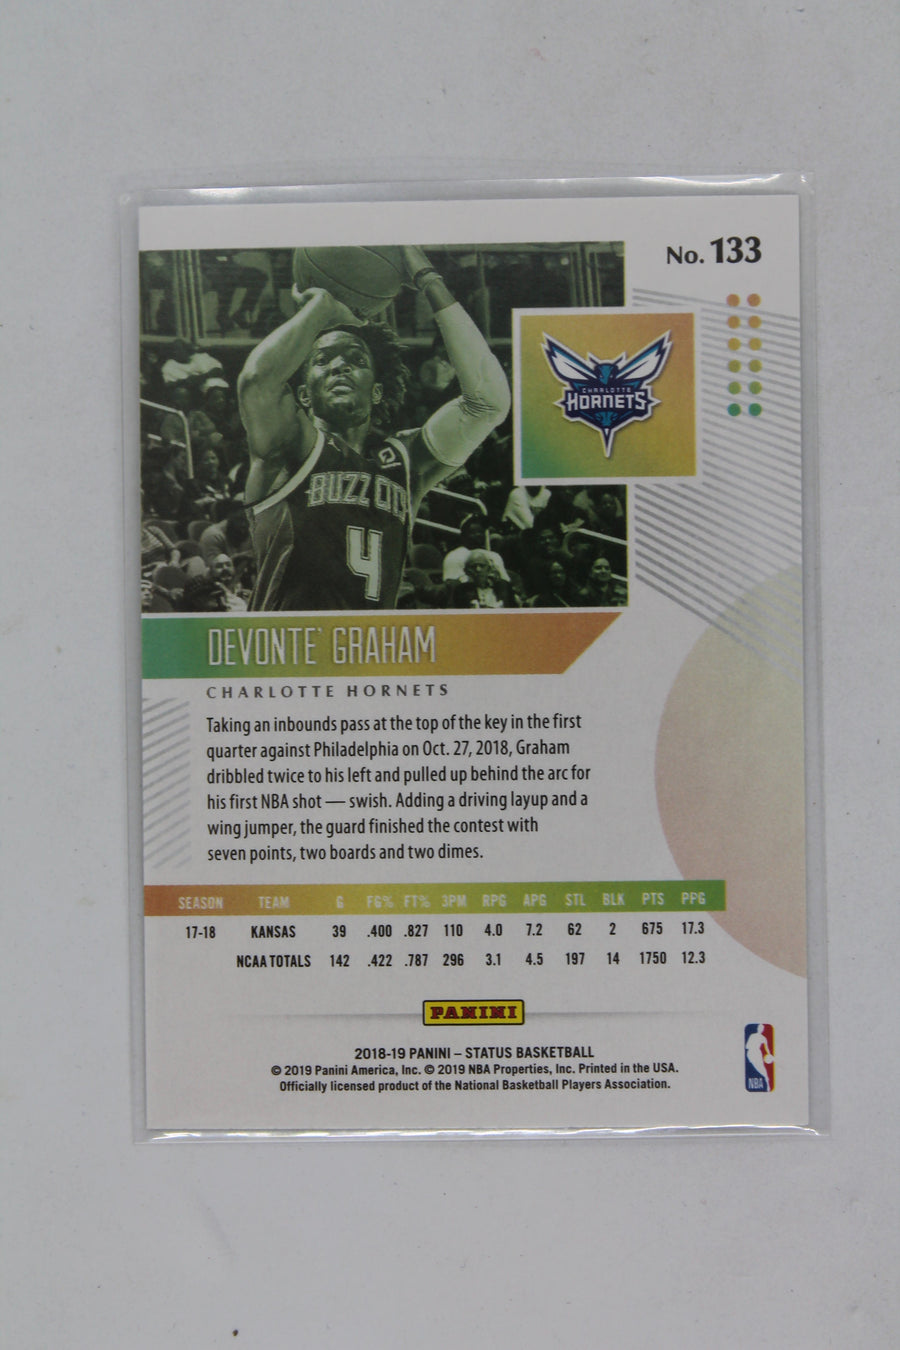 No. 133
CHARLOTTE
HORNETS
BUZZ CITY
4
DEVONTE' GRAHAM
CHARLOTTE HORNETS
Taking an inbounds pass at the top of the key in the first
quarter against Philadelphia on Oct. 27, 2018, Graham
dribbled twice to his left and pulled up behind the arc for
his first NBA shot — swish. Adding a driving layup and a
wing jumper, the guard finished the contest with
seven points, two boards and two dimes.
SEASON TEAM G FG% FT% 3PM RPG APG STL BLK PTS PPG
17-18 KANSAS 39 .400 .827 110 4.0 7.2 62 2 675 17.3
NCAA TOTALS 142 .422 .787 296 3.1 4.5 197 14 1750 12.3
PANINI
2018-19 PANINI – STATUS BASKETBALL
© 2019 Panini America, Inc. © 2019 NBA Properties, Inc. Printed in the USA.
Officially licensed product of the National Basketball Players Association.
NBA